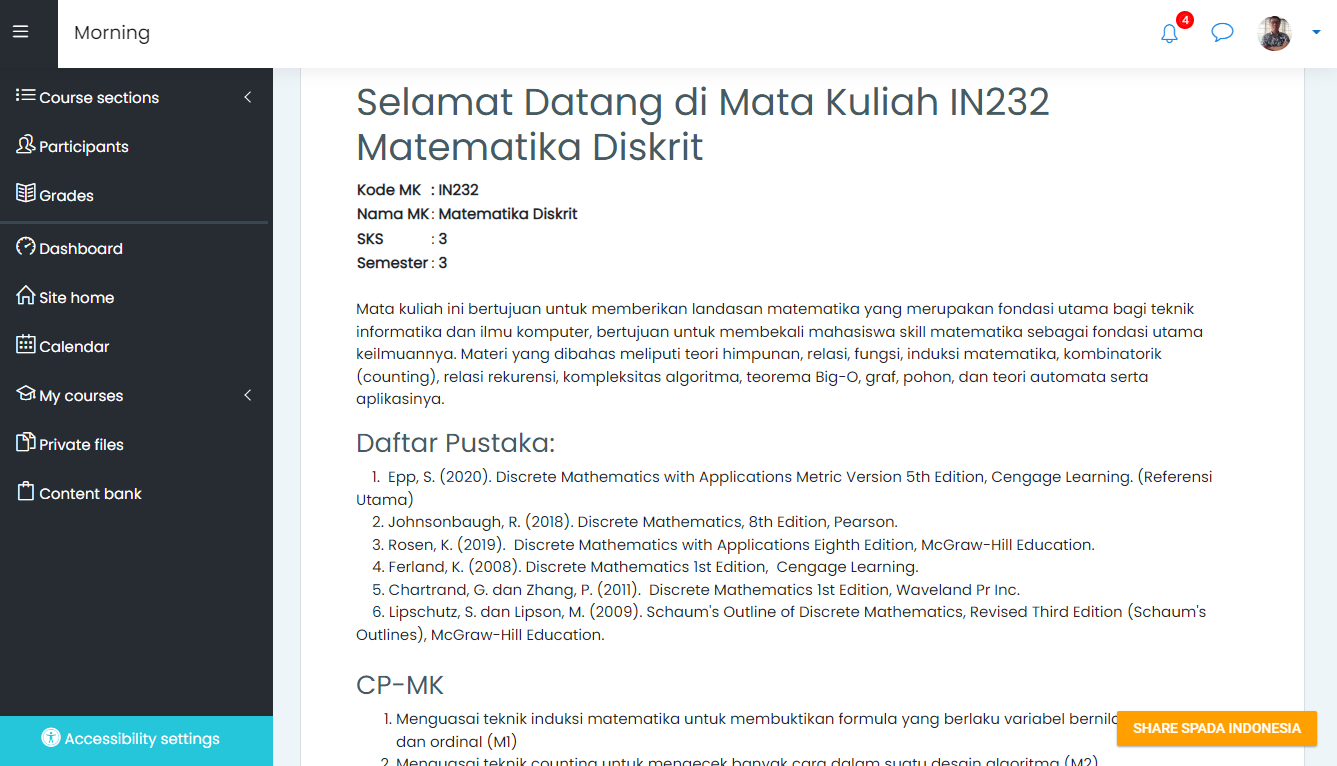 Morning
4
Course sections
Participants
Grades
Dashboard
Site home
Calendar
My courses
Private files
Content bank
Accessibility settings
Selamat Datang di Mata Kuliah IN232
Matematika Diskrit
Kode MK : IN232
Nama MK : Matematika Diskrit
SKS : 3
Semester : 3
Mata kuliah ini bertujuan untuk memberikan landasan matematika yang merupakan fondasi utama bagi teknik
informatika dan ilmu komputer, bertujuan untuk membekali mahasiswa skill matematika sebagai fondasi utama
keilmuannya. Materi yang dibahas meliputi teori himpunan, relasi, fungsi, induksi matematika, kombinatorik
(counting), relasi rekurensi, kompleksitas algoritma, teorema Big-O, graf, pohon, dan teori automata serta
aplikasinya.
Daftar Pustaka:
1. Epp, S. (2020). Discrete Mathematics with Applications Metric Version 5th Edition, Cengage Learning. (Referensi
Utama)
2. Johnsonbaugh, R. (2018). Discrete Mathematics, 8th Edition, Pearson.
3. Rosen, K. (2019). Discrete Mathematics with Applications Eighth Edition, McGraw-Hill Education.
4. Ferland, K. (2008). Discrete Mathematics 1st Edition, Cengage Learning.
5. Chartrand, G. dan Zhang, P. (2011). Discrete Mathematics 1st Edition, Waveland Pr Inc.
6. Lipschutz, S. dan Lipson, M. (2009). Schaum's Outline of Discrete Mathematics, Revised Third Edition (Schaum's
Outlines), McGraw-Hill Education.
CP-MK
1. Menguasai teknik induksi matematika untuk membuktikan formula yang berlaku variabel
dan ordinal (M1)
2. Menguasai teknik counting untuk mengecek banyak cara dalam suatu desain algoritma (M2)
SHARE SPADA INDONESIA